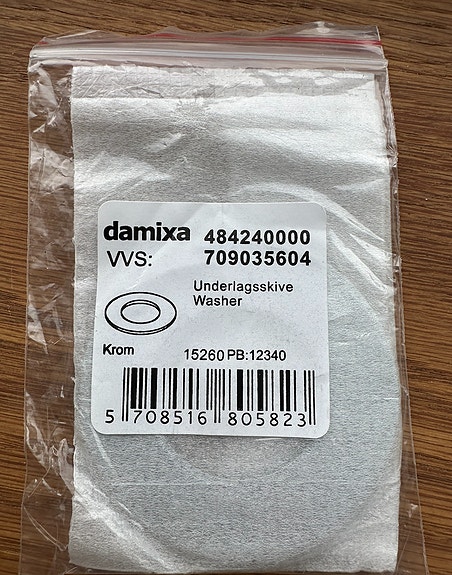 damixa 484240000
VVS: 709035604
Underlagsskive
Washer
Krom 15260 PB:12340
5 708516 805823